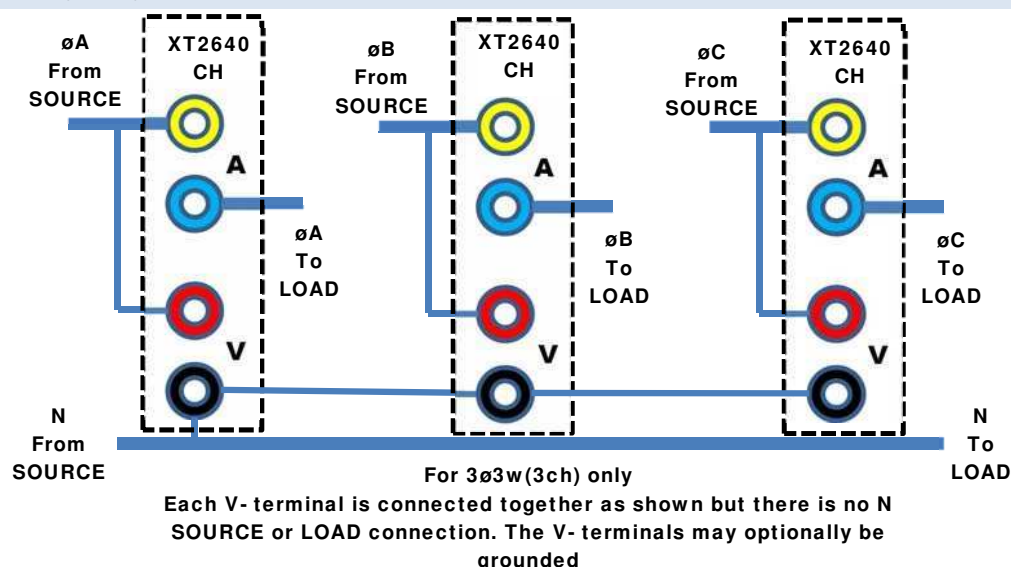 øA
From
SOURCE
XT2640
CH
A
øA
To
LOAD
V
øB
From
SOURCE
XT2640
CH
A
øB
To
LOAD
V
øC
From
SOURCE
XT2640
CH
A
øC
To
LOAD
V
N
From
SOURCE
N
To
LOAD
For 3ø3w(3ch) only
Each V- terminal is connected together as shown but there is no N
SOURCE or LOAD connection. The V- terminals may optionally be
grounded